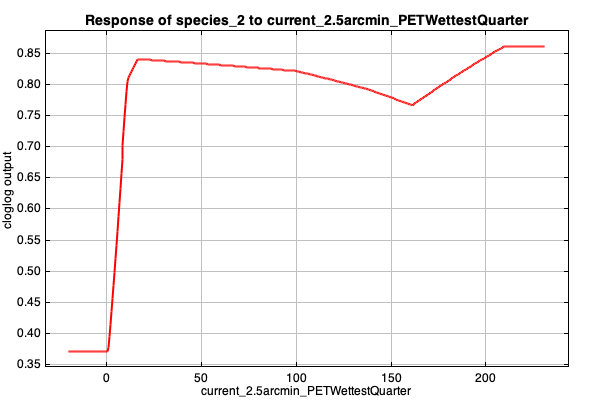 Response of species_2 to current_2.5arcmin_PETWettestQuarter
cloglog output
0.85
0.80
0.75
0.70
0.65
0.60
0.55
0.50
0.45
0.40
0.35
0 50 100 150 200
current_2.5arcmin_PETWettestQuarter